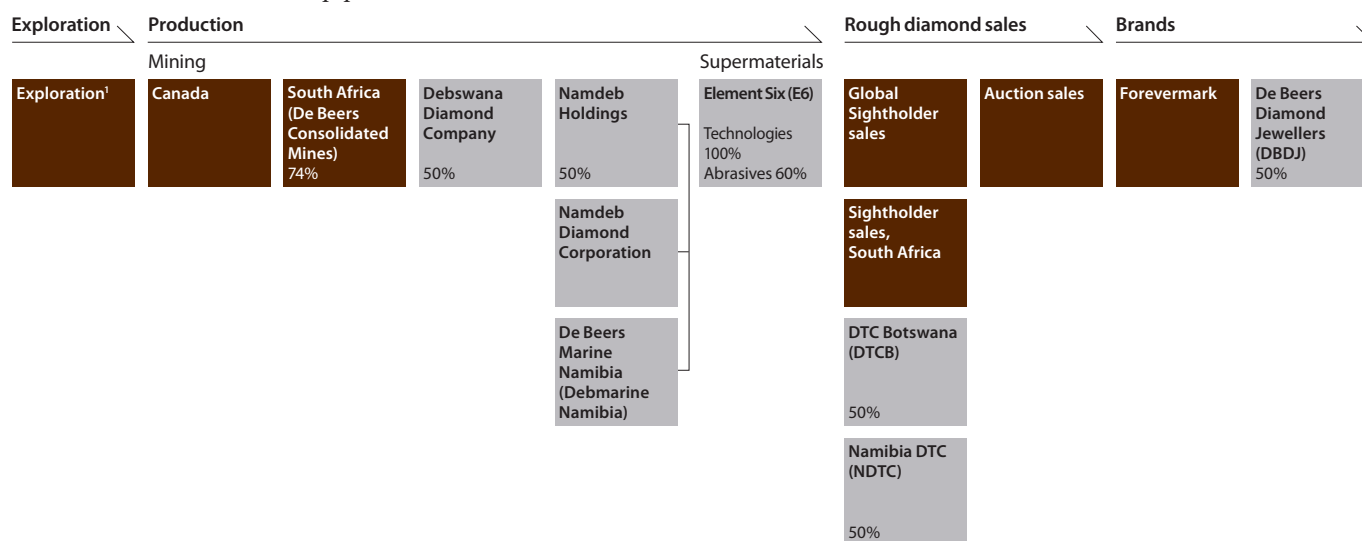 Exploration
Production
Rough diamond sales
Brands
Mining
Supermaterials
Exploration¹
Canada
South Africa
(De Beers
Consolidated
Mines)
74%
Debswana
Diamond
Company
50%
Namdeb
Holdings
50%
Element Six (E6)
Technologies
100%
Abrasives 60%
Global
Sightholder
sales
Auction sales
Forevermark
De Beers
Diamond
Jewellers
(DBDJ)
50%
Namdeb
Diamond
Corporation
Sightholder
sales,
South Africa
De Beers
Marine
Namibia
(Debmarine
Namibia)
DTC Botswana
(DTCB)
50%
Namibia DTC
(NDTC)
50%